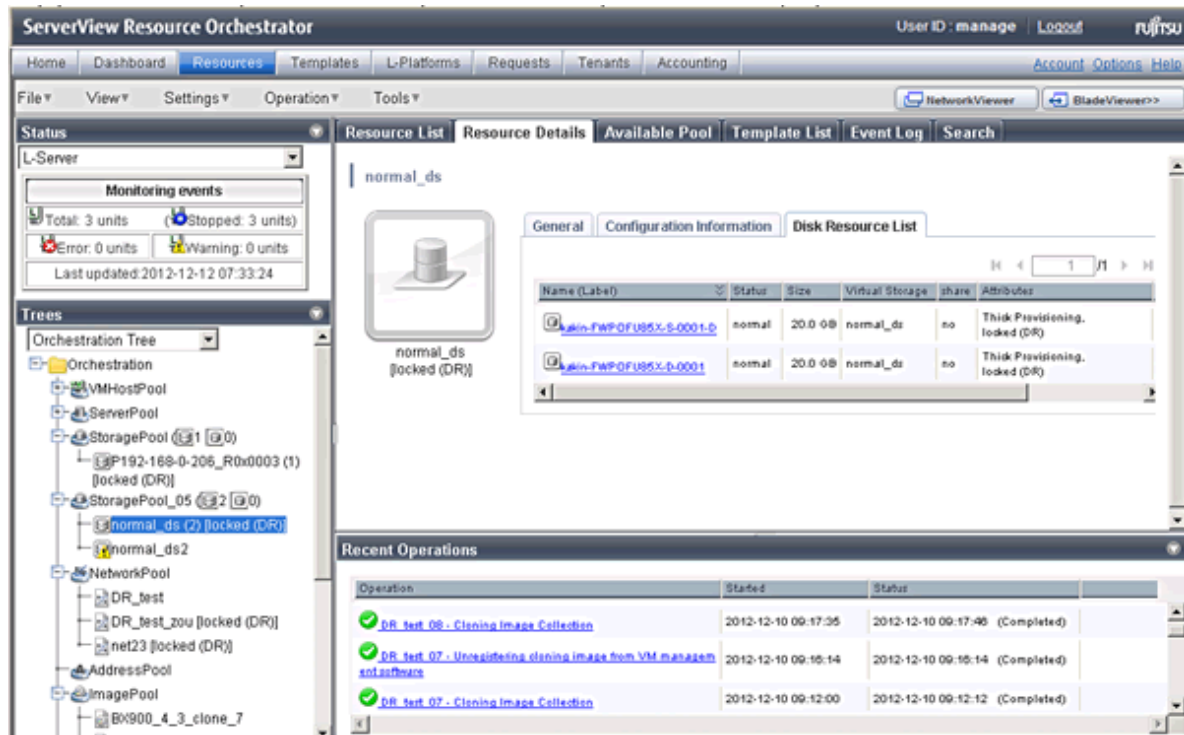 ServerView Resource Orchestrator
User ID : manage Logout FUJITSU
Home Dashboard Resources Templates L-Platforms Requests Tenants Accounting
Account Options Help
File View Settings Operation Tools
NetworkViewer BladeViewer>>
Status
L-Server
Monitoring events
Total: 3 units (Stopped: 3 units)
Error: 0 units Warning: 0 units
Last updated:2012-12-12 07:33:24
Trees
Orchestration Tree
Orchestration
VMHostPool
ServerPool
StoragePool (1 0)
P192-168-0-206_R0x0003 (1)
[locked (DR)]
StoragePool_05 (2 0)
normal_ds (2) [locked (DR)]
normal_ds2
NetworkPool
DR_test
DR_test_zou [locked (DR)]
net23 [locked (DR)]
AddressPool
ImagePool
BX900_4_3_clone_7
Resource List Resource Details Available Pool Template List Event Log Search
normal_ds
normal_ds
[locked (DR)]
General Configuration Information Disk Resource List
1 /1
Name (Label) Status Size Virtual Storage share Attributes
normal 20.0 GB normal_ds no Thick Provisioning,
locked (DR)
normal 20.0 GB normal_ds no Thick Provisioning,
locked (DR)
Recent Operations
Operation Started Status
DR_test_08 - Cloning Image Collection 2012-12-10 09:17:35 2012-12-10 09:17:46 (Completed)
DR_test_07 - Unregistering cloning image from VM managem
ent software 2012-12-10 09:16:14 2012-12-10 09:16:14 (Completed)
DR_test_07 - Cloning Image Collection 2012-12-10 09:12:00 2012-12-10 09:12:12 (Completed)